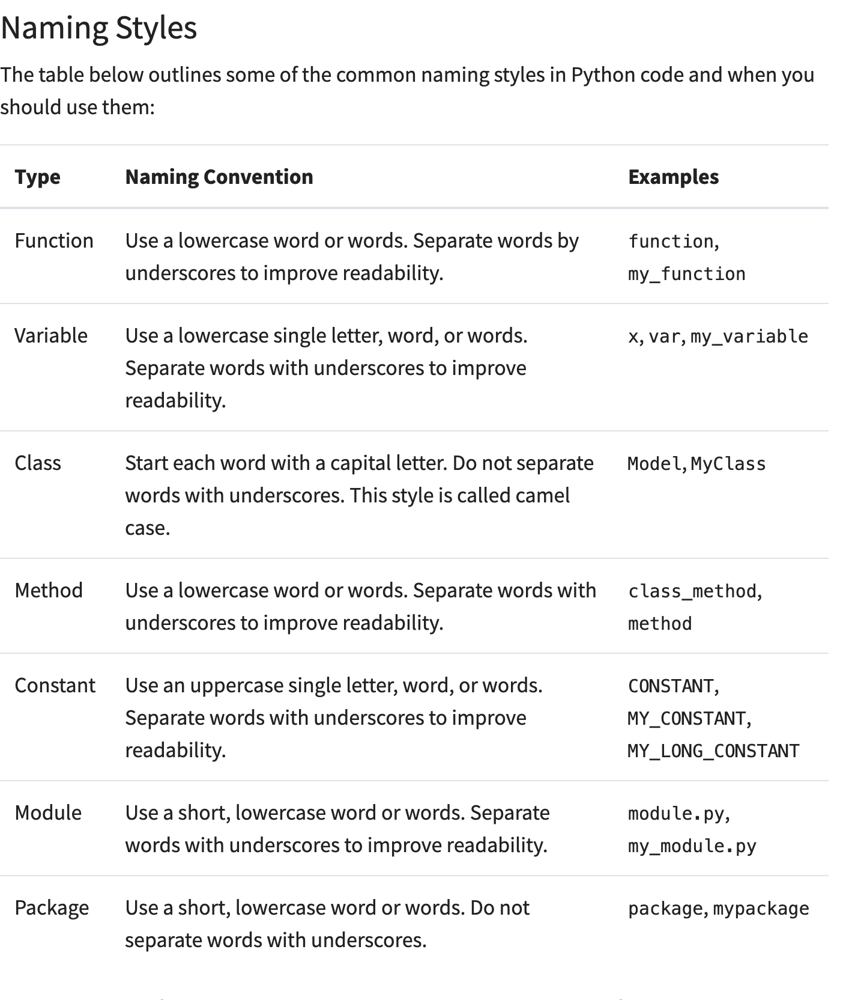 Naming Styles
The table below outlines some of the common naming styles in Python code and when you
should use them:
Type Naming Convention Examples
Function Use a lowercase word or words. Separate words by function,
underscores to improve readability. my_function
Variable Use a lowercase single letter, word, or words. x, var, my_variable
Separate words with underscores to improve
readability.
Class Start each word with a capital letter. Do not separate Model, MyClass
words with underscores. This style is called camel
case.
Method Use a lowercase word or words. Separate words with class_method,
underscores to improve readability. method
Constant Use an uppercase single letter, word, or words. CONSTANT,
Separate words with underscores to improve MY_CONSTANT,
readability. MY_LONG_CONSTANT
Module Use a short, lowercase word or words. Separate module.py,
words with underscores to improve readability. my_module.py
Package Use a short, lowercase word or words. Do not package, mypackage
separate words with underscores.